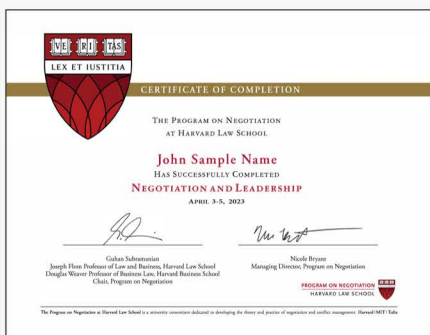 VE RI TAS
LEX ET IUSTITIA
CERTIFICATE OF COMPLETION
THE PROGRAM ON NEGOTIATION
AT HARVARD LAW SCHOOL
John Sample Name
HAS SUCCESSFULLY COMPLETED
NEGOTIATION AND LEADERSHIP
APRIL 3-5, 2023
Guhan Subramanian
Joseph Flom Professor of Law and Business, Harvard Law School
Douglas Weaver Professor of Business Law, Harvard Business School
Chair, Program on Negotiation
Nicole Bryant
Managing Director, Program on Negotiation
PROGRAM ON NEGOTIATION
HARVARD LAW SCHOOL
The Program on Negotiation at Harvard Law School is a university consortium dedicated to developing the theory and practice of negotiation and conflict management. Harvard | MIT | Tufts